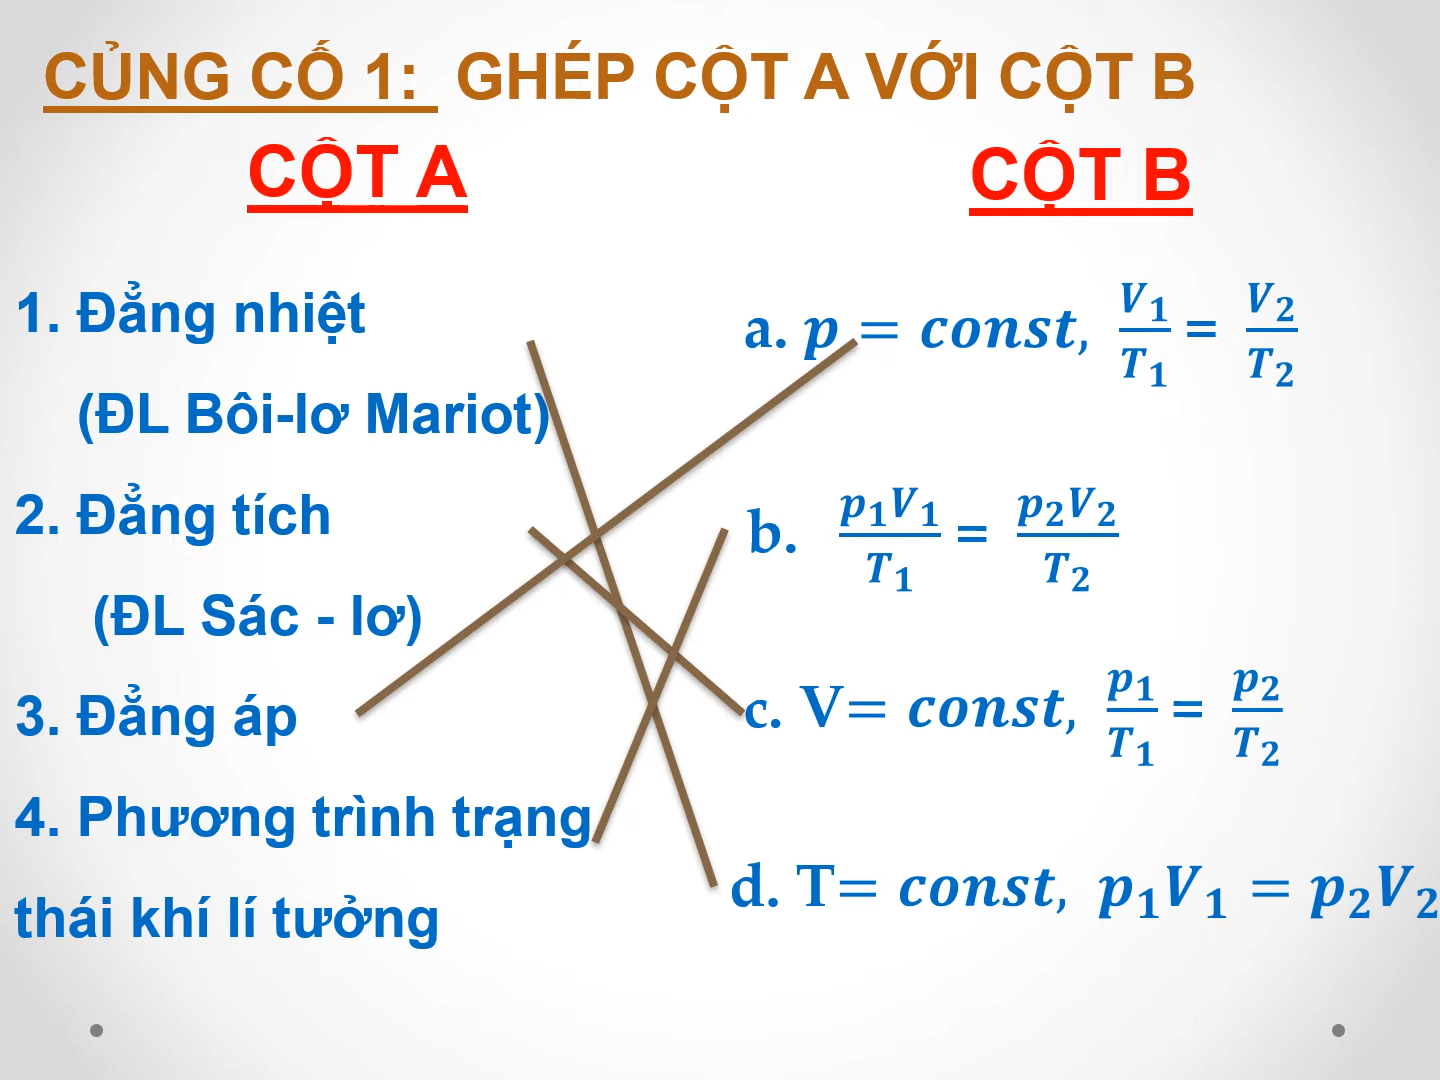 CỦNG CỐ 1: GHÉP CỘT A VỚI CỘT B
CỘT A
CỘT B
1. Đẳng nhiệt
(ĐL Bôi-lơ Mariot)
2. Đẳng tích
(ĐL Sác - lơ)
3. Đẳng áp
4. Phương trình trạng
thái khí lí tưởng
a. p = const, V₁/T₁ = V₂/T₂
b. p₁V₁/T₁ = p₂V₂/T₂
c. V= const, p₁/T₁ = p₂/T₂
d. T= const, p₁V₁ = p₂V₂